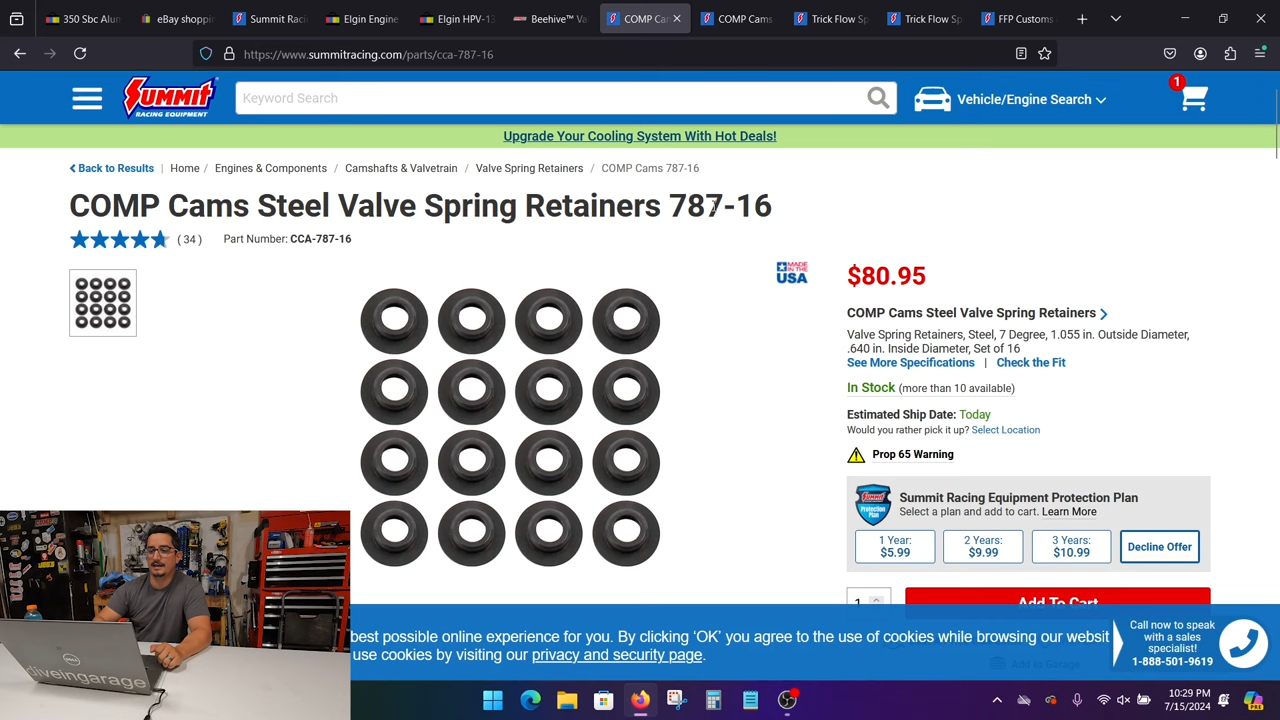 350 Sbc Alu
eBay shoppi
Summit Raci
Elgin Engine
Elgin HPV-13
Beehive™ Va
COMP Ca
COMP Cams
Trick Flow Sp
Trick Flow Sp
FFP Customs
https://www.summitracing.com/parts/cca-787-16
SUMMIT
RACING EQUIPMENT
Keyword Search
Vehicle/Engine Search
1
Upgrade Your Cooling System With Hot Deals!
Back to Results | Home / Engines & Components / Camshafts & Valvetrain / Valve Spring Retainers / COMP Cams 787-16
COMP Cams Steel Valve Spring Retainers 787-16
( 34 ) Part Number: CCA-787-16
MADE IN THE USA
$80.95
COMP Cams Steel Valve Spring Retainers
Valve Spring Retainers, Steel, 7 Degree, 1.055 in. Outside Diameter,
.640 in. Inside Diameter, Set of 16
See More Specifications | Check the Fit
In Stock (more than 10 available)
Estimated Ship Date: Today
Would you rather pick it up? Select Location
Prop 65 Warning
Protection Plan
Summit Racing Equipment Protection Plan
Select a plan and add to cart. Learn More
1 Year:
$5.99
2 Years:
$9.99
3 Years:
$10.99
Decline Offer
1
Add To Cart
best possible online experience for you. By clicking ‘OK’ you agree to the use of cookies while browsing our websit
use cookies by visiting our privacy and security page.
Add to Garage
Call now to speak
with a sales
specialist!
1-888-501-9619
DELL
diveingarage
10:29 PM
7/15/2024